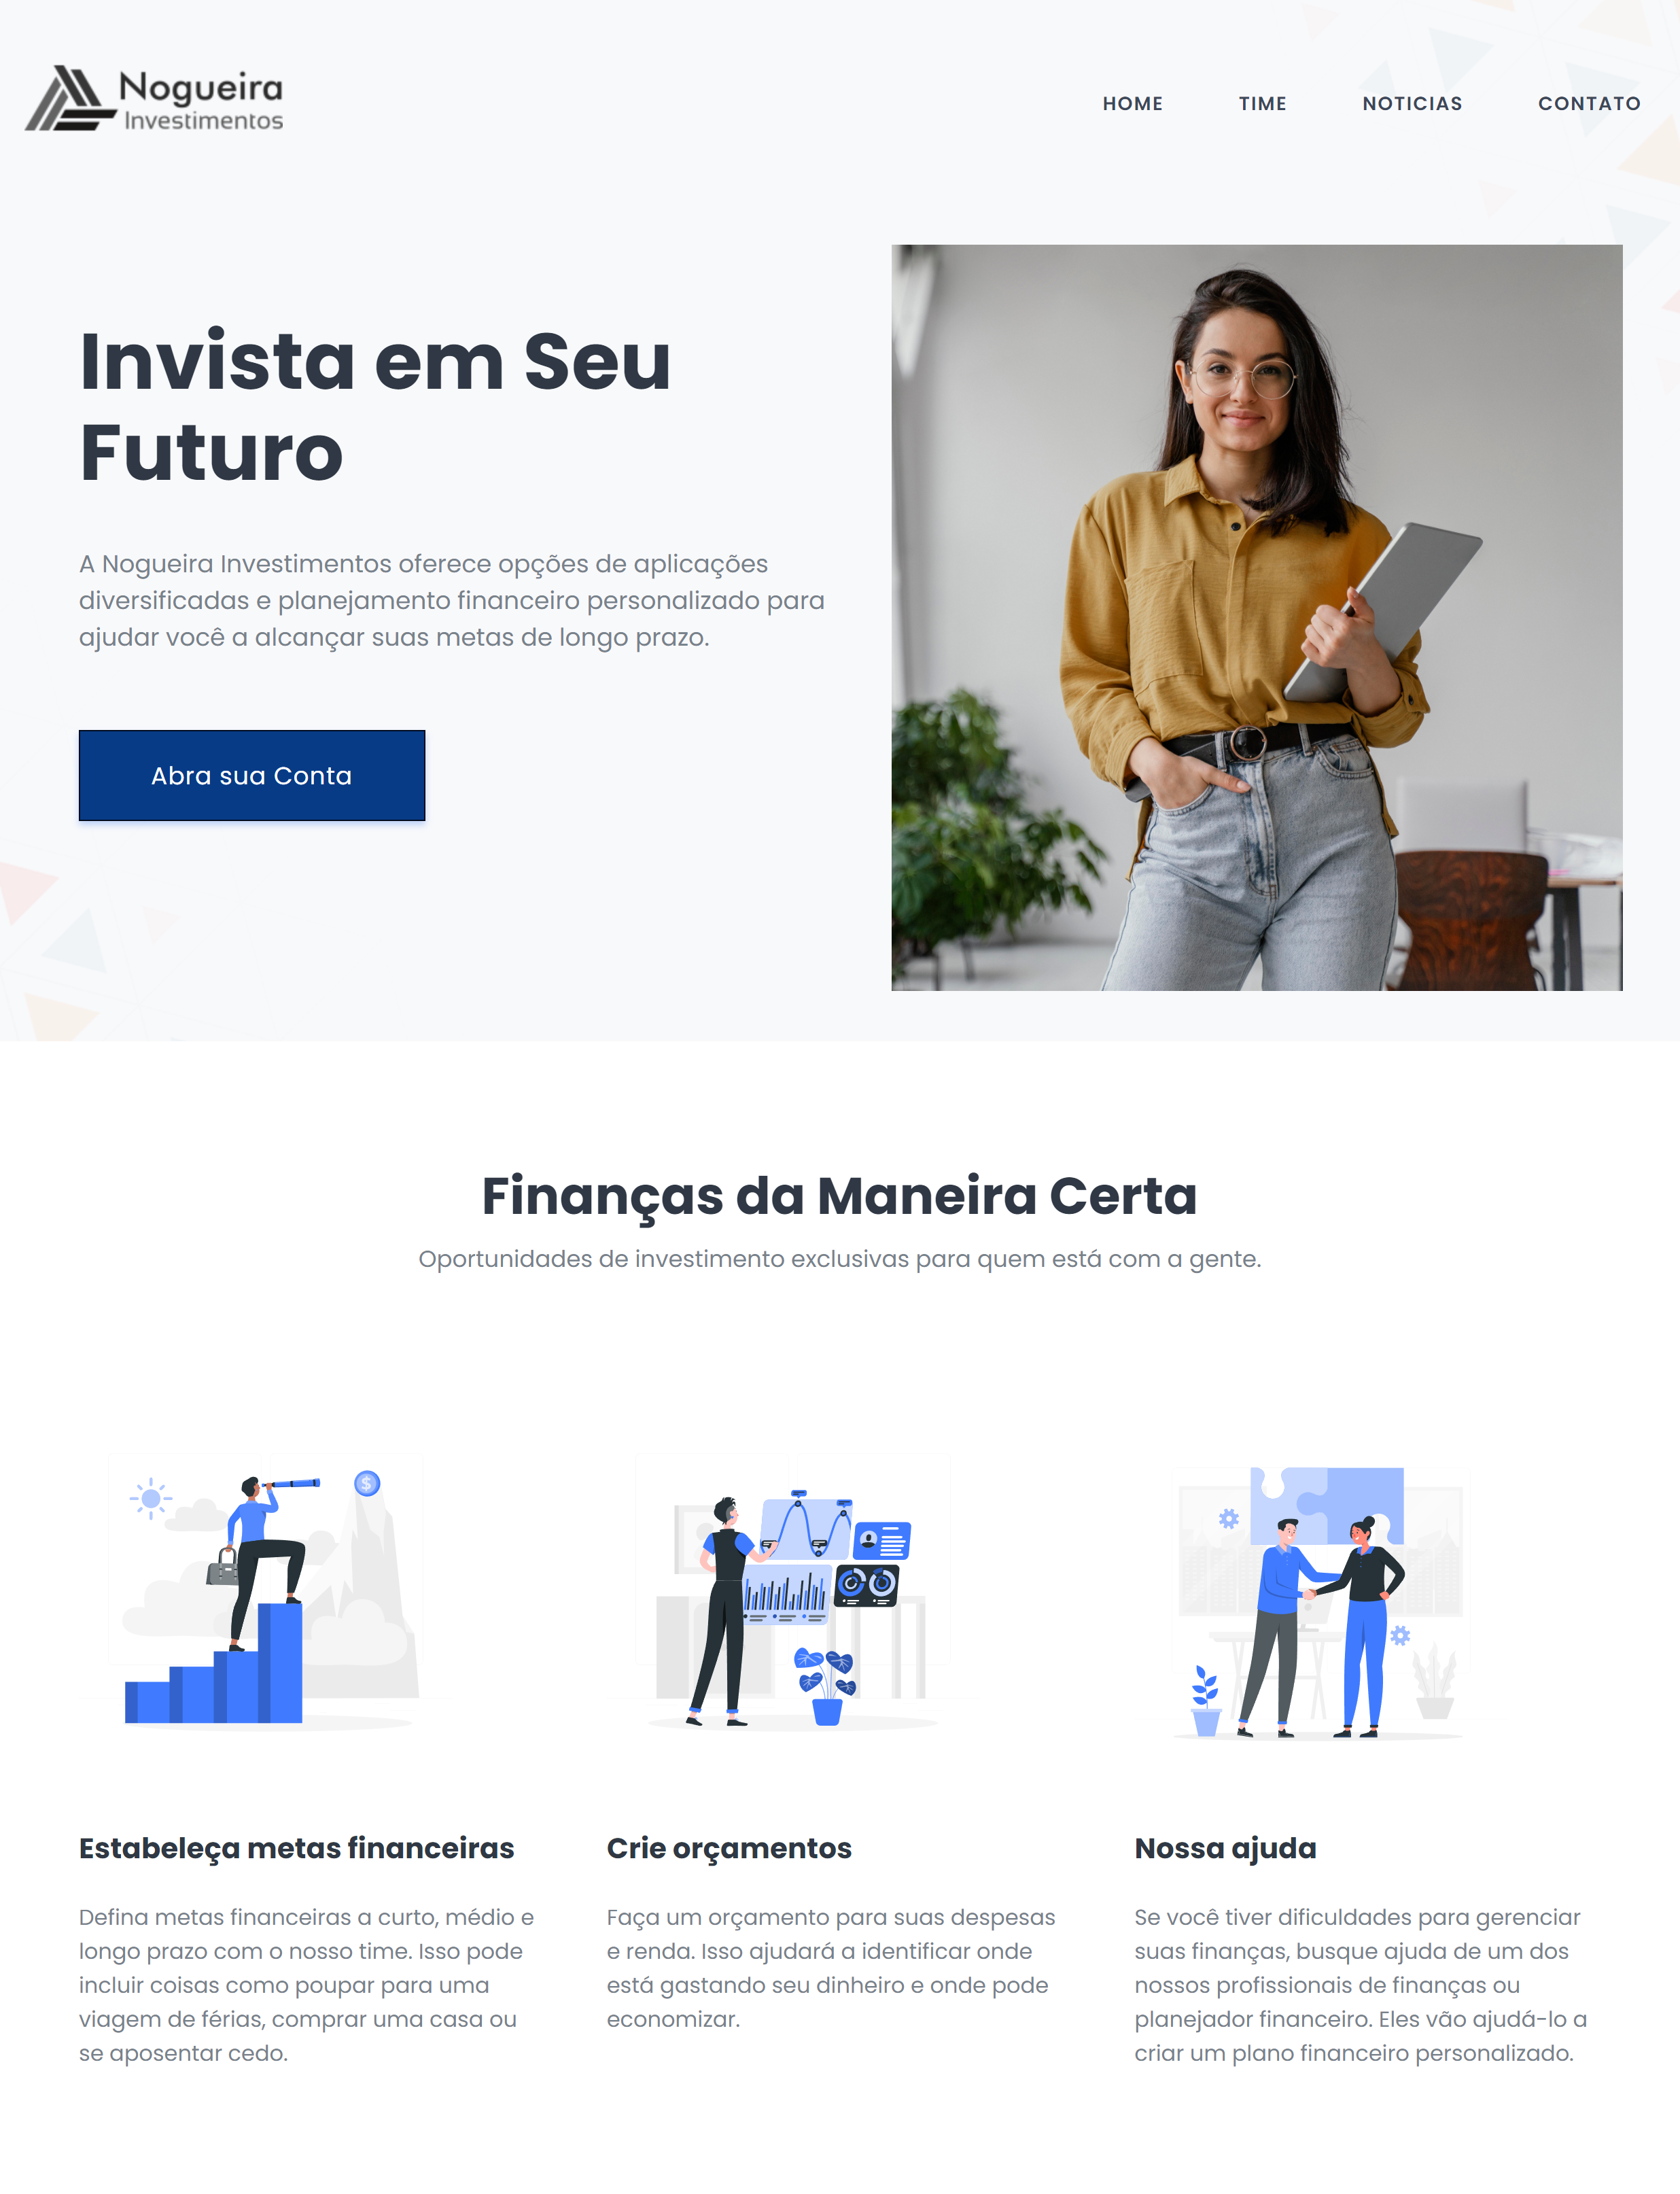 Nogueira
Investimentos
HOME TIME NOTICIAS CONTATO
Invista em Seu
Futuro
A Nogueira Investimentos oferece opções de aplicações
diversificadas e planejamento financeiro personalizado para
ajudar você a alcançar suas metas de longo prazo.
Abra sua Conta
Finanças da Maneira Certa
Oportunidades de investimento exclusivas para quem está com a gente.
$
Estabeleça metas financeiras
Defina metas financeiras a curto, médio e
longo prazo com o nosso time. Isso pode
incluir coisas como poupar para uma
viagem de férias, comprar uma casa ou
se aposentar cedo.
Crie orçamentos
Faça um orçamento para suas despesas
e renda. Isso ajudará a identificar onde
está gastando seu dinheiro e onde pode
economizar.
Nossa ajuda
Se você tiver dificuldades para gerenciar
suas finanças, busque ajuda de um dos
nossos profissionais de finanças ou
planejador financeiro. Eles vão ajudá-lo a
criar um plano financeiro personalizado.